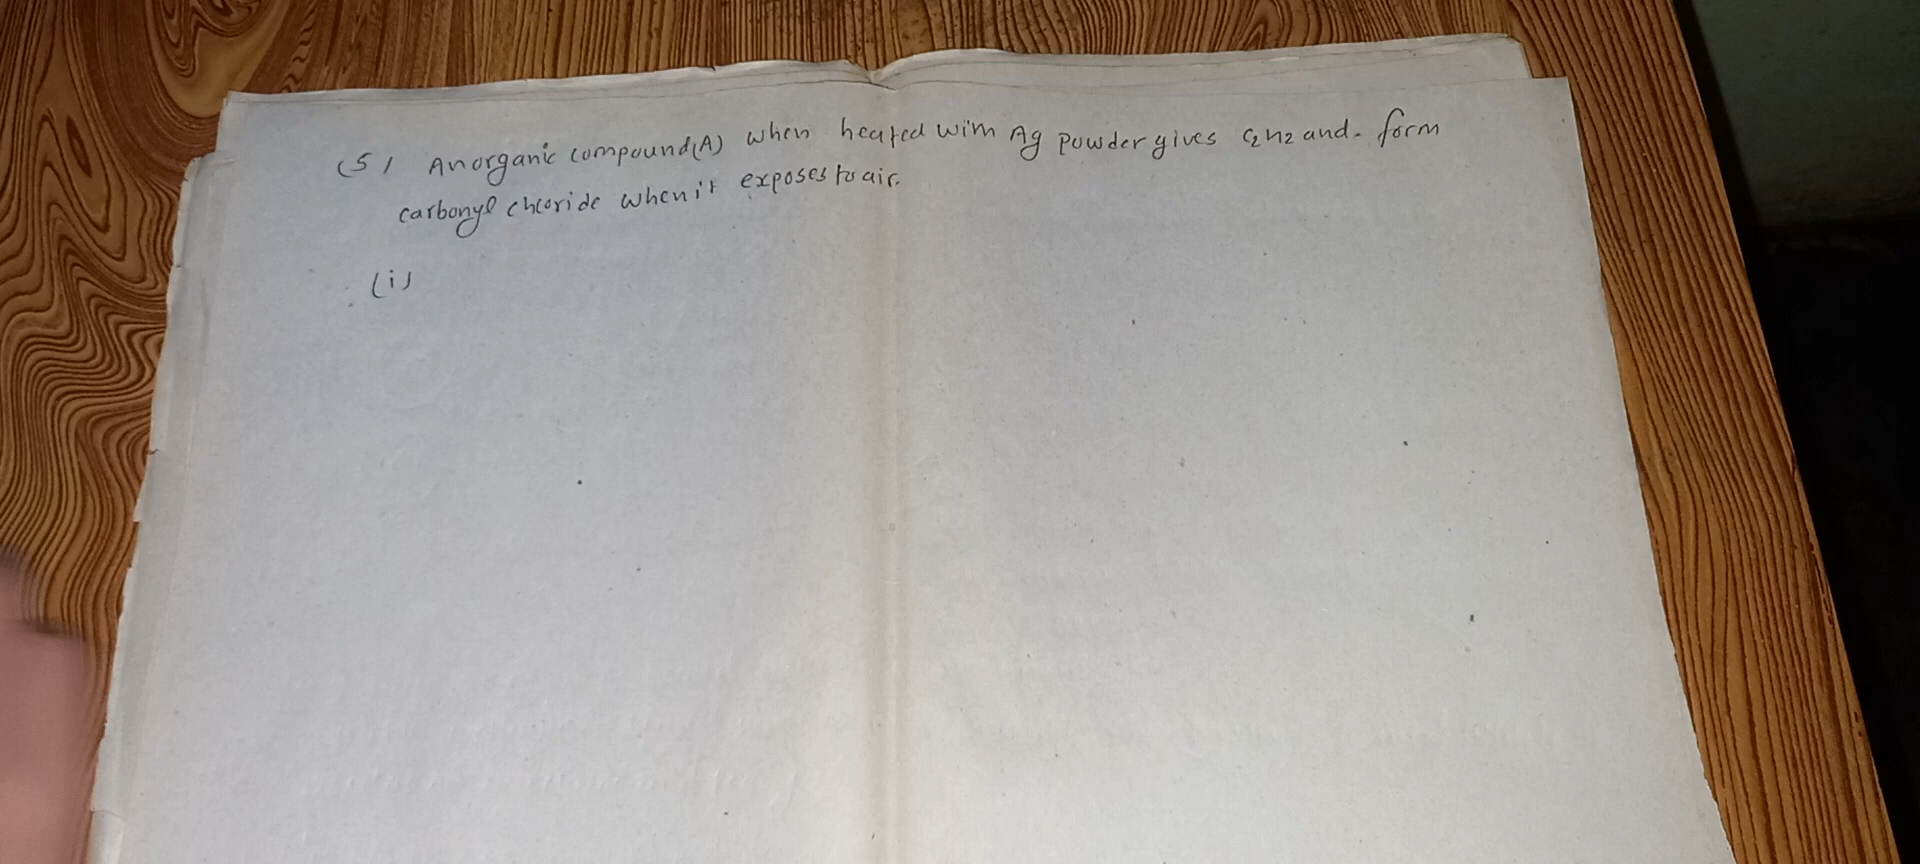 (5) An organic compound(A) when heated with Ag powder gives C2H2 and. form
carbonyl chloride when it exposes to air.
(i)